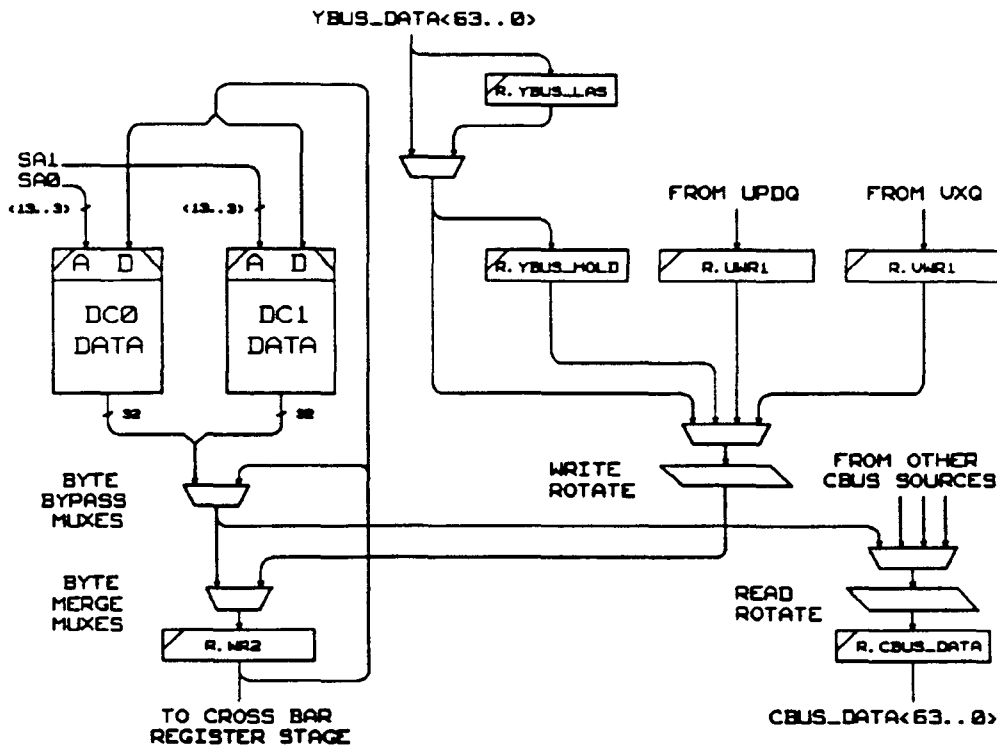 YBUS_DATA<63..0>
R.YBUS_LAS
SA1
SA0
<13..3>
<13..3>
FROM UPDQ
FROM VXQ
A D
A D
R.YBUS_HOLD
R.UWR1
R.VWR1
DC0
DATA
DC1
DATA
32
32
BYTE
BYPASS
MUXES
WRITE
ROTATE
FROM OTHER
CBUS SOURCES
BYTE
MERGE
MUXES
READ
ROTATE
R.WR2
R.CBUS_DATA
TO CROSS BAR
REGISTER STAGE
CBUS_DATA<63..0>